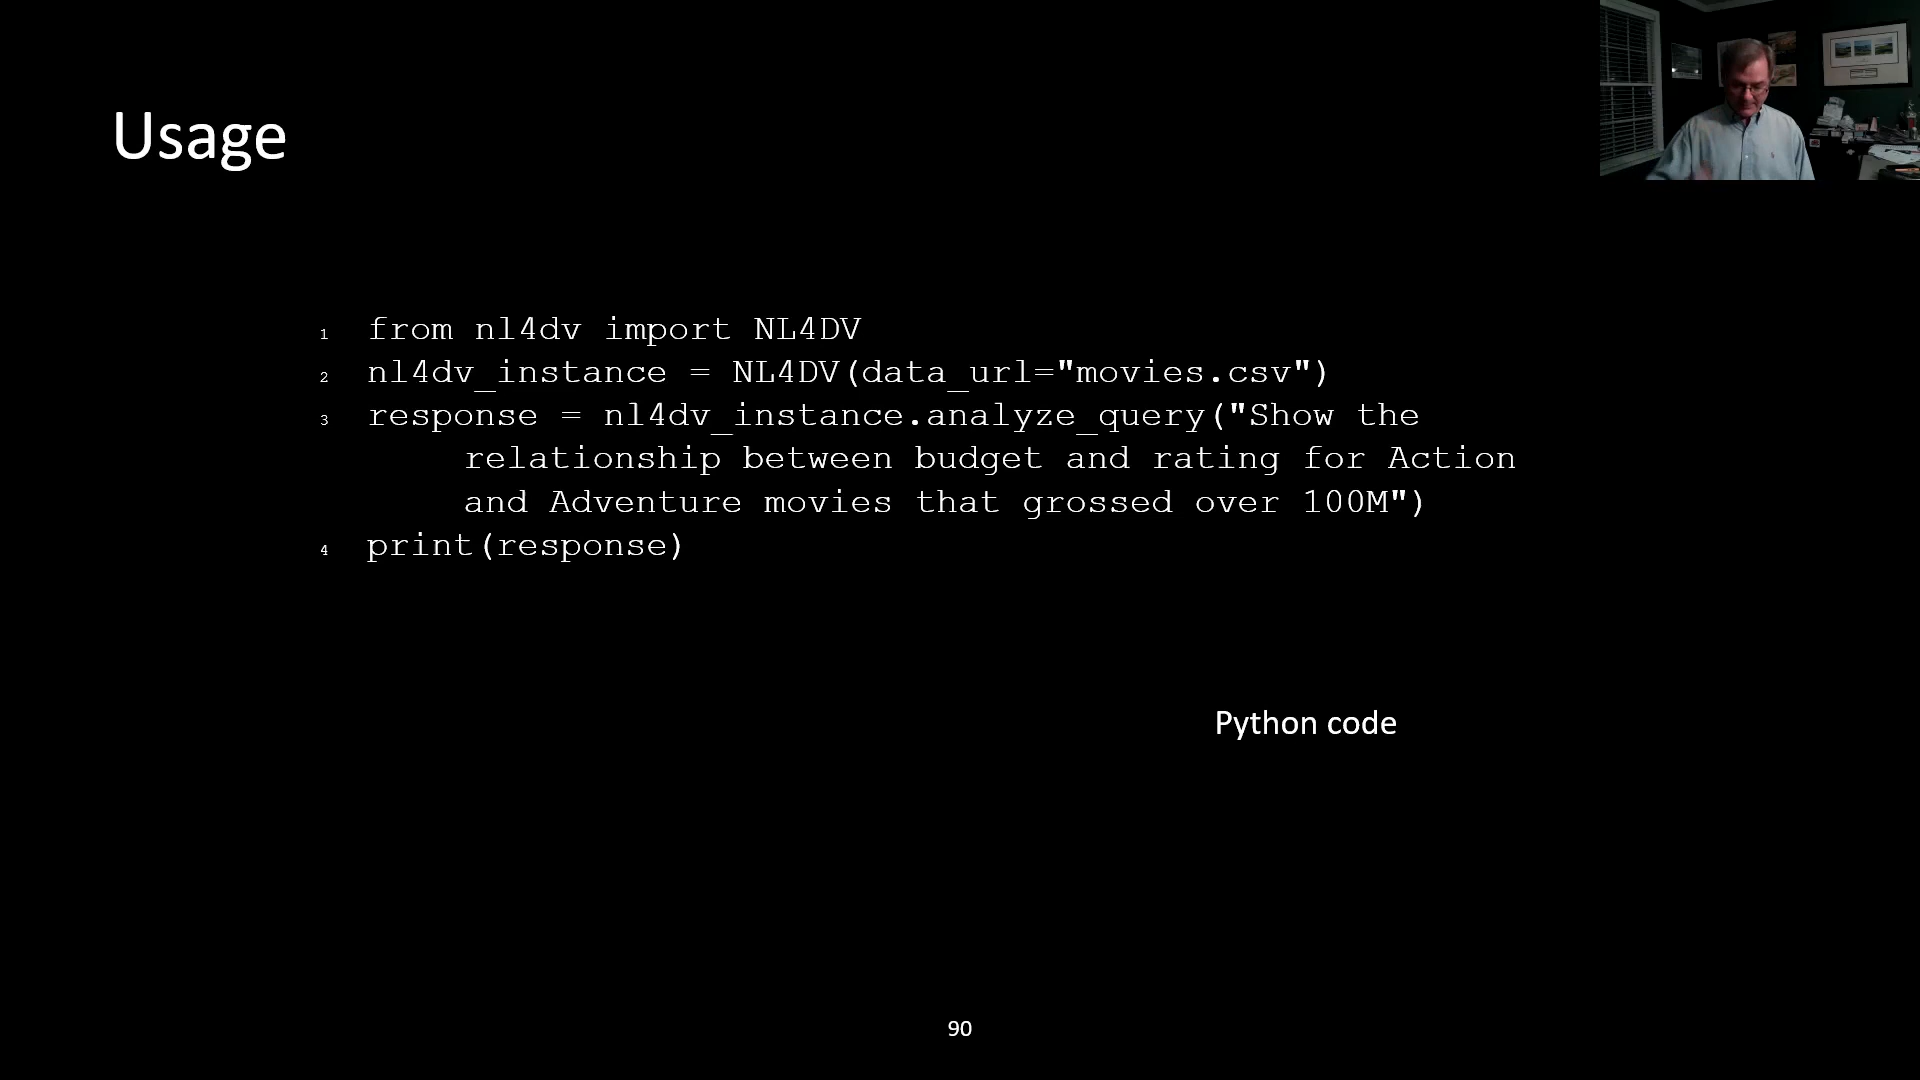 Usage
1 from nl4dv import NL4DV
2 nl4dv_instance = NL4DV(data_url="movies.csv")
3 response = nl4dv_instance.analyze_query("Show the
relationship between budget and rating for Action
and Adventure movies that grossed over 100M")
4 print(response)
Python code
90